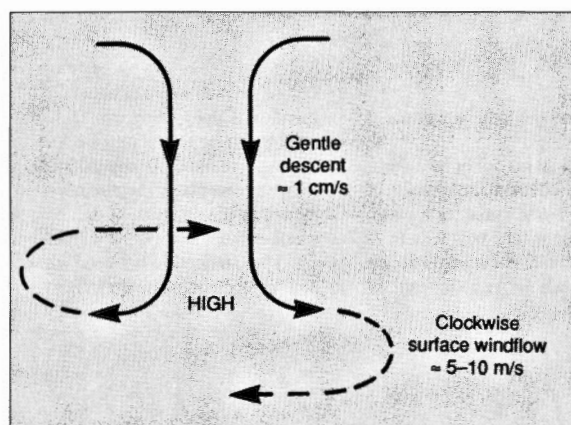 Gentle
descent
≈ 1 cm/s
HIGH
Clockwise
surface windflow
≈ 5–10 m/s